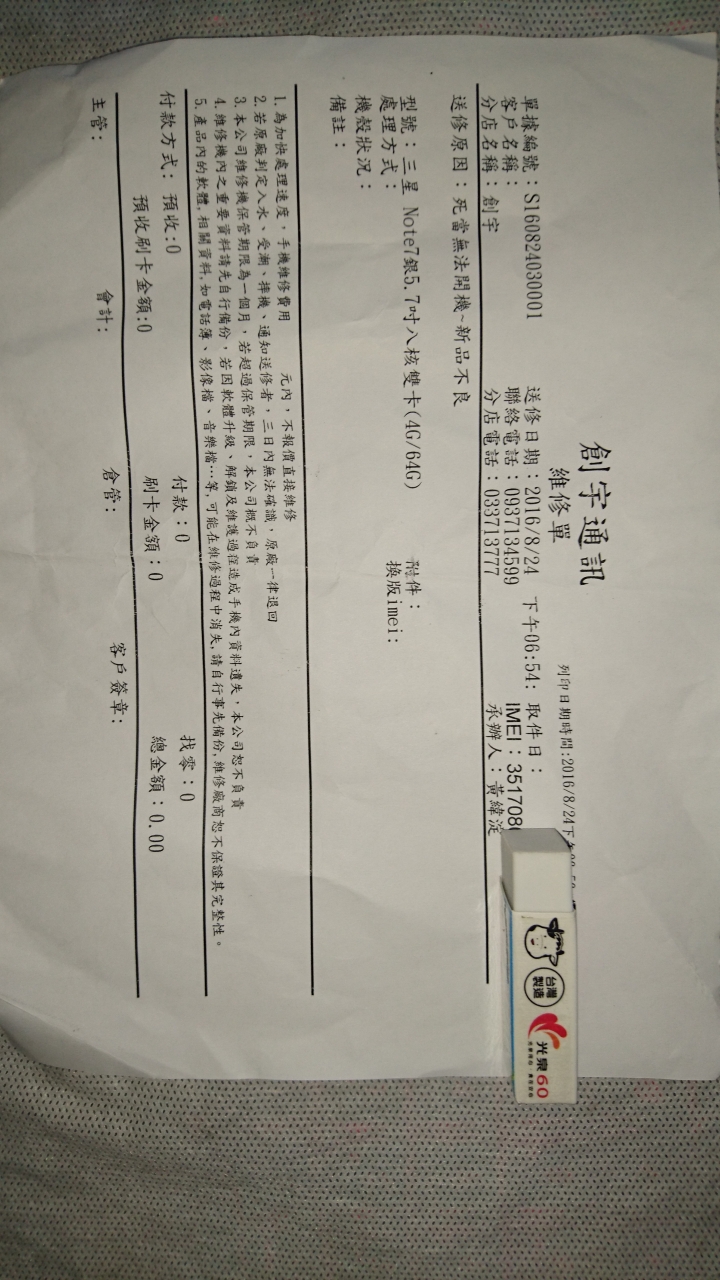 創宇通訊
維修單
列印日期時間:2016/8/24下午
單據編號：S160824030001 送修日期：2016/8/24 下午06:54: 取件日：
客戶名稱： 聯絡電話：0937134599 IMEI：351708
分店名稱：創宇 分店電話：033713777 承辦人：黃緯淀
送修原因：死當無法開機~新品不良
型號：三星 Note7銀5.7吋八核雙卡(4G/64G) 附件：
處理方式： 換版imei:
機殼狀況：
備註：
1. 為加快處理速度，手機維修費用 元內，不報價直接維修
2. 若原廠判定入水、受潮、摔機、通知送修者，三日內無法確認，原廠一律退回
3. 本公司維修機保管期限為一個月，若超過保管期限，本公司概不負責
4. 維修機內之重要資料請先自行備份，若因軟體升級、解鎖及維護過程造成手機內資料遺失，本公司恕不負責
5. 產品內的軟體,相關資料,如電話簿、影像檔、音樂檔…等,可能在維修過程中消失,請自行事先備份,維修廠商恕不保證其完整性。
付款方式： 預收:0 付款：0 找零：0
預收刷卡金額:0 刷卡金額：0 總金額：0.00
主管： 會計： 倉管： 客戶簽章：
台灣
製造
光泉60